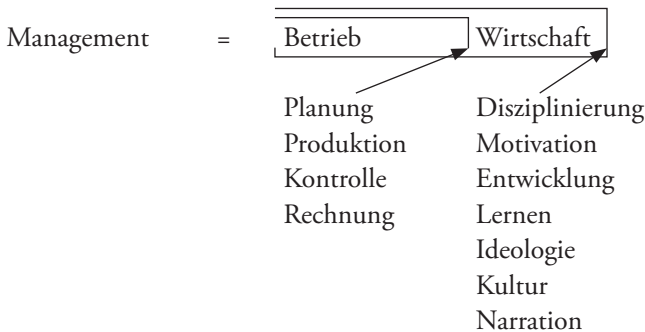 Management = Betrieb Wirtschaft
Planung Disziplinierung
Produktion Motivation
Kontrolle Entwicklung
Rechnung Lernen
Ideologie
Kultur
Narration